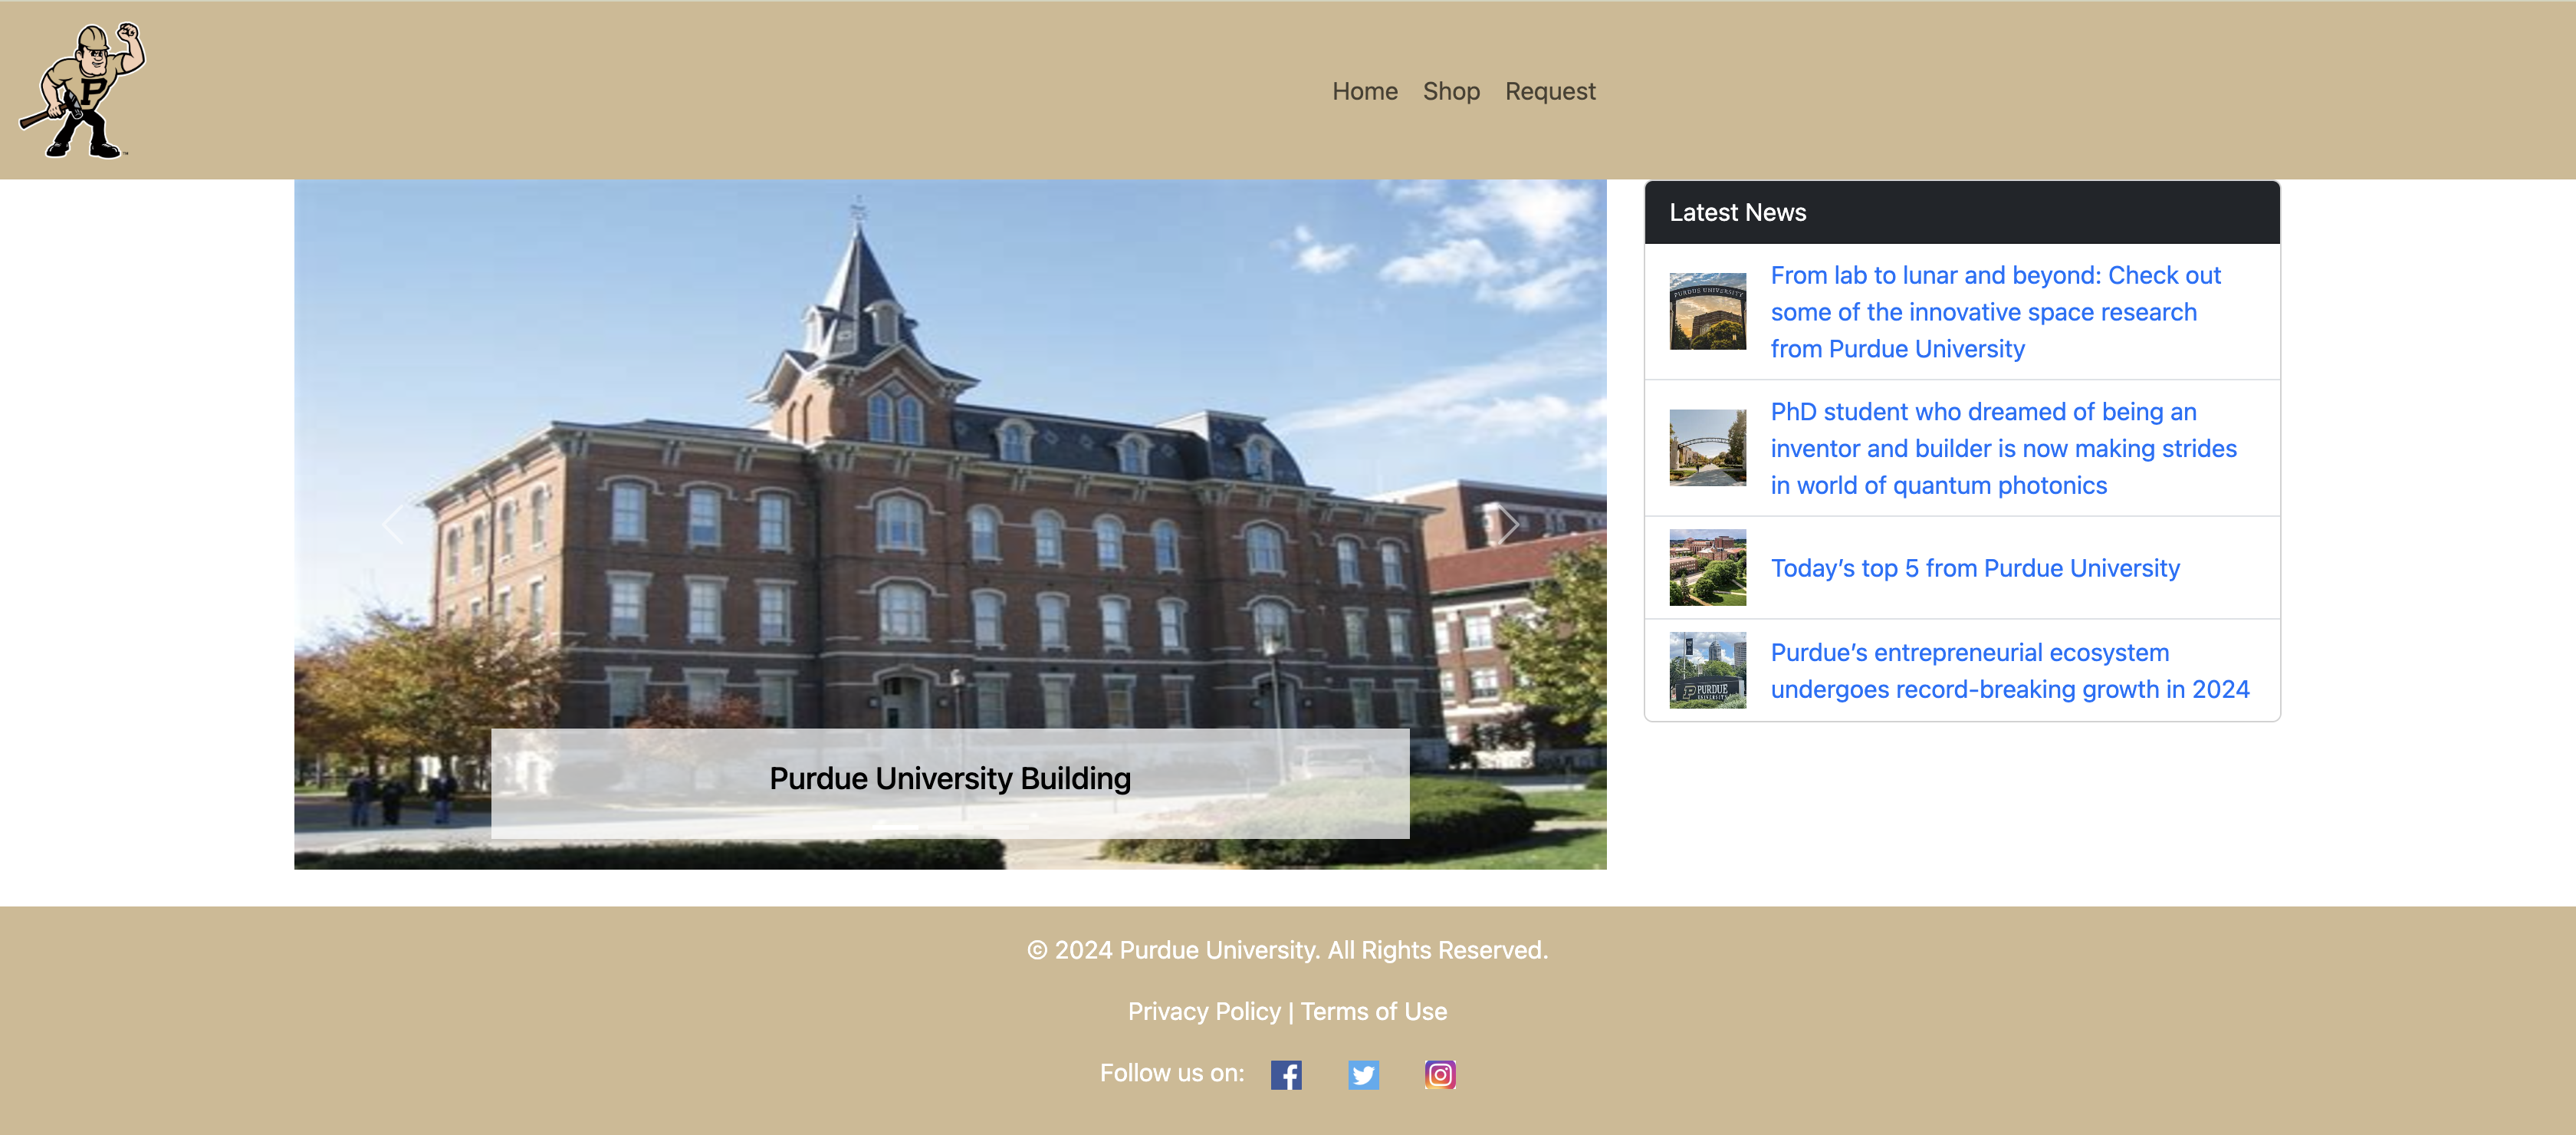 P
™
Home Shop Request
Latest News
PURDUE UNIVERSITY
From lab to lunar and beyond: Check out
some of the innovative space research
from Purdue University
PhD student who dreamed of being an
inventor and builder is now making strides
in world of quantum photonics
Today’s top 5 from Purdue University
PURDUE
UNIVERSITY
Purdue’s entrepreneurial ecosystem
undergoes record-breaking growth in 2024
Purdue University Building
© 2024 Purdue University. All Rights Reserved.
Privacy Policy | Terms of Use
Follow us on: